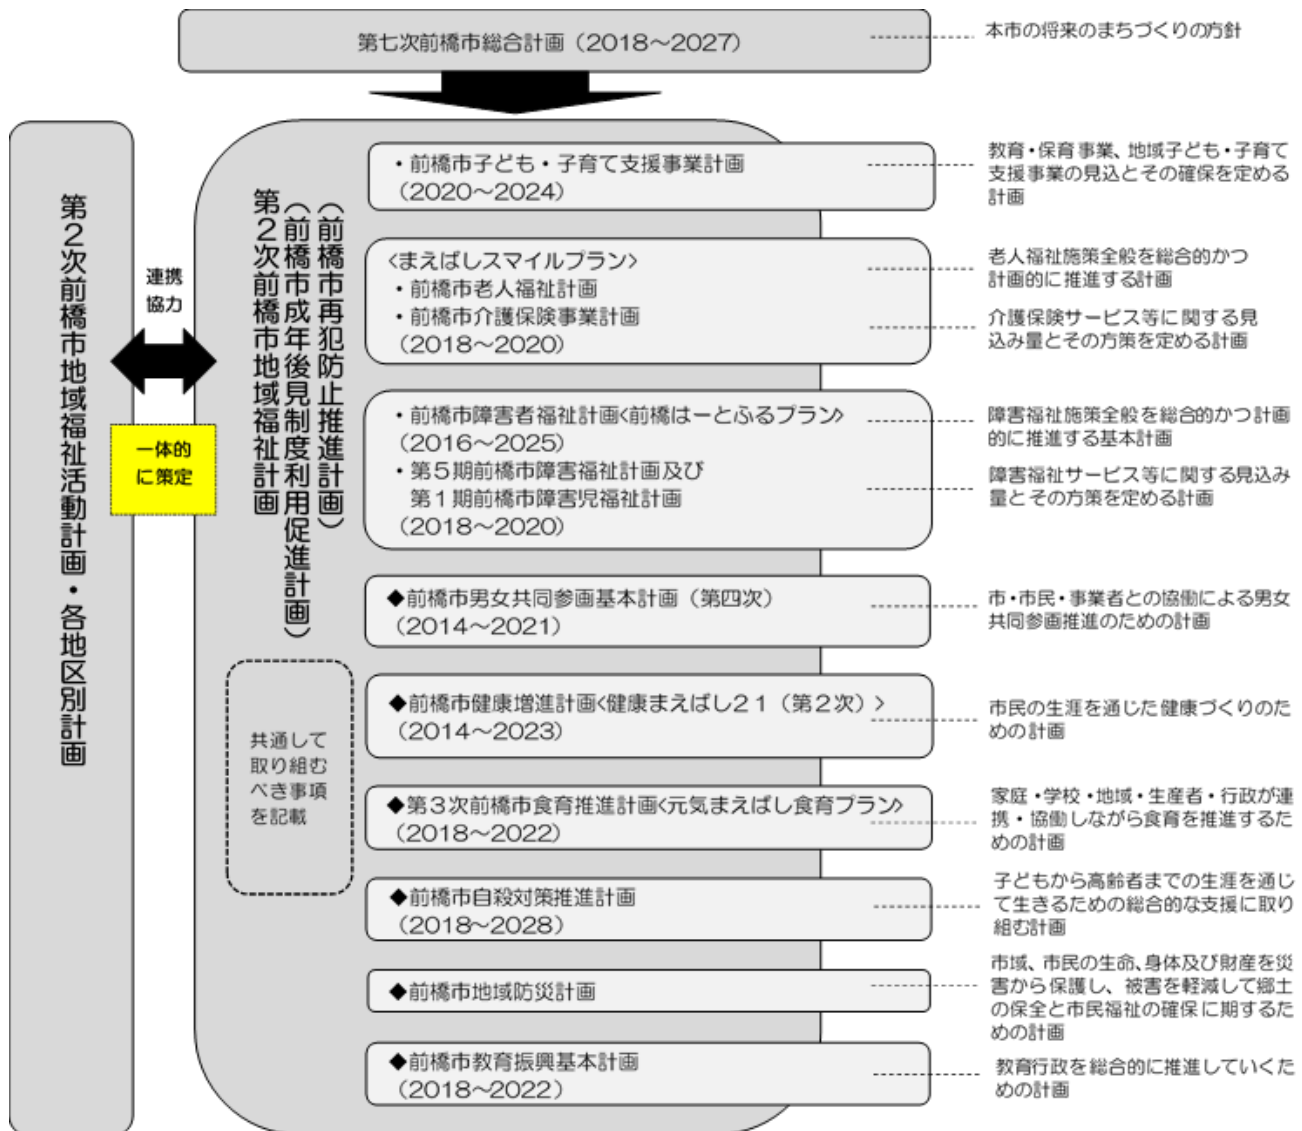 第七次前橋市総合計画（2018～2027）
本市の将来のまちづくりの方針
第２次前橋市地域福祉活動計画・各地区別計画
連携
協力
一体的
に策定
（前橋市再犯防止推進計画）
（前橋市成年後見制度利用促進計画）
第２次前橋市地域福祉計画
共通して
取り組む
べき事項
を記載
・前橋市子ども・子育て支援事業計画
（2020～2024）
教育・保育事業、地域子ども・子育て
支援事業の見込とその確保を定める
計画
<まえばしスマイルプラン>
・前橋市老人福祉計画
・前橋市介護保険事業計画
（2018～2020）
老人福祉施策全般を総合的かつ
計画的に推進する計画
介護保険サービス等に関する見
込み量とその方策を定める計画
・前橋市障害者福祉計画<前橋はーとふるプラン>
（2016～2025）
・第５期前橋市障害福祉計画及び
第１期前橋市障害児福祉計画
（2018～2020）
障害福祉施策全般を総合的かつ計画
的に推進する基本計画
障害福祉サービス等に関する見込み
量とその方策を定める計画
◆前橋市男女共同参画基本計画（第四次）
（2014～2021）
市・市民・事業者との協働による男女
共同参画推進のための計画
◆前橋市健康増進計画<健康まえばし２１（第２次）>
（2014～2023）
市民の生涯を通じた健康づくりのた
めの計画
◆第３次前橋市食育推進計画<元気まえばし食育プラン>
（2018～2022）
家庭・学校・地域・生産者・行政が連
携・協働しながら食育を推進するた
めの計画
◆前橋市自殺対策推進計画
（2018～2028）
子どもから高齢者までの生涯を通じ
て生きるための総合的な支援に取り
組む計画
◆前橋市地域防災計画
市域、市民の生命、身体及び財産を災
害から保護し、被害を軽減して郷土
の保全と市民福祉の確保に期するた
めの計画
◆前橋市教育振興基本計画
（2018～2022）
教育行政を総合的に推進していくた
めの計画